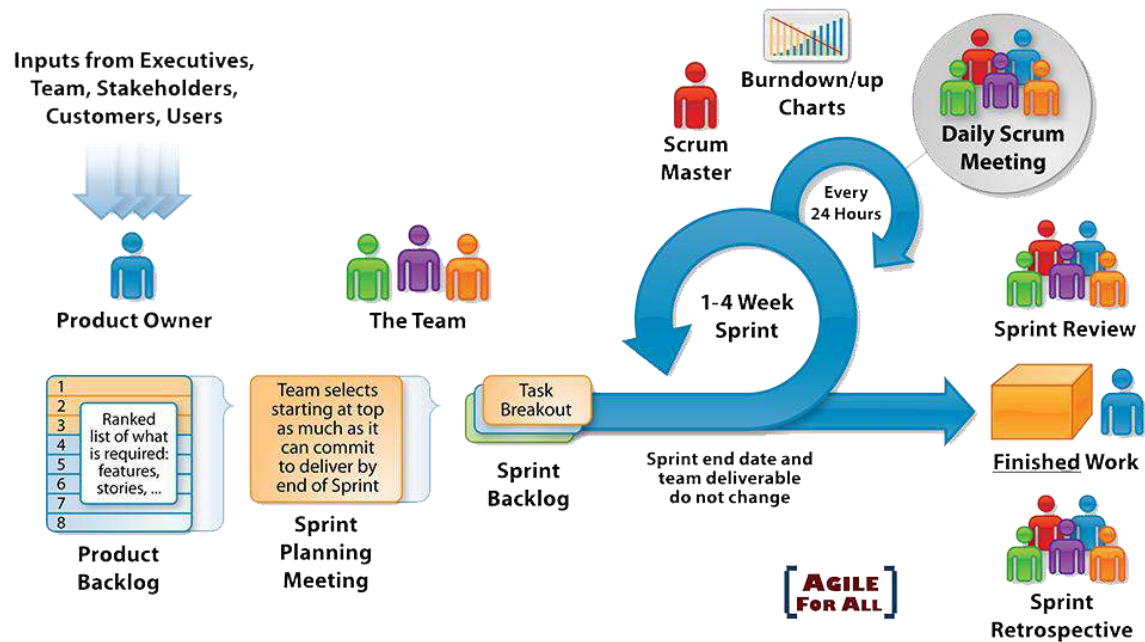 Inputs from Executives,
Team, Stakeholders,
Customers, Users
Product Owner
The Team
Scrum
Master
Burndown/up
Charts
Daily Scrum
Meeting
Every
24 Hours
1-4 Week
Sprint
Sprint Review
1
2
3
4
5
6
7
8
Ranked
list of what
is required:
features,
stories, ...
Product
Backlog
Team selects
starting at top
as much as it
can commit
to deliver by
end of Sprint
Sprint
Planning
Meeting
Task
Breakout
Sprint
Backlog
Sprint end date and
team deliverable
do not change
Finished Work
Sprint
Retrospective
AGILE
FOR ALL